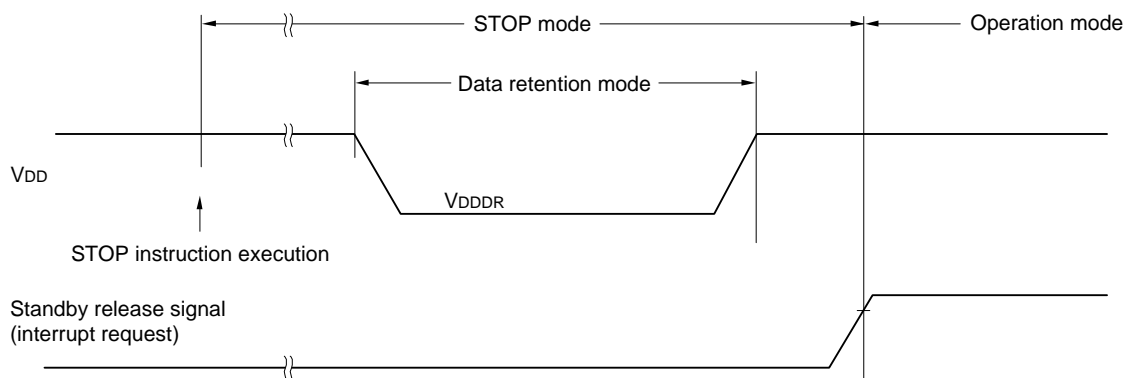 STOP mode
Operation mode
Data retention mode
VDD
VDDDR
STOP instruction execution
Standby release signal
(interrupt request)